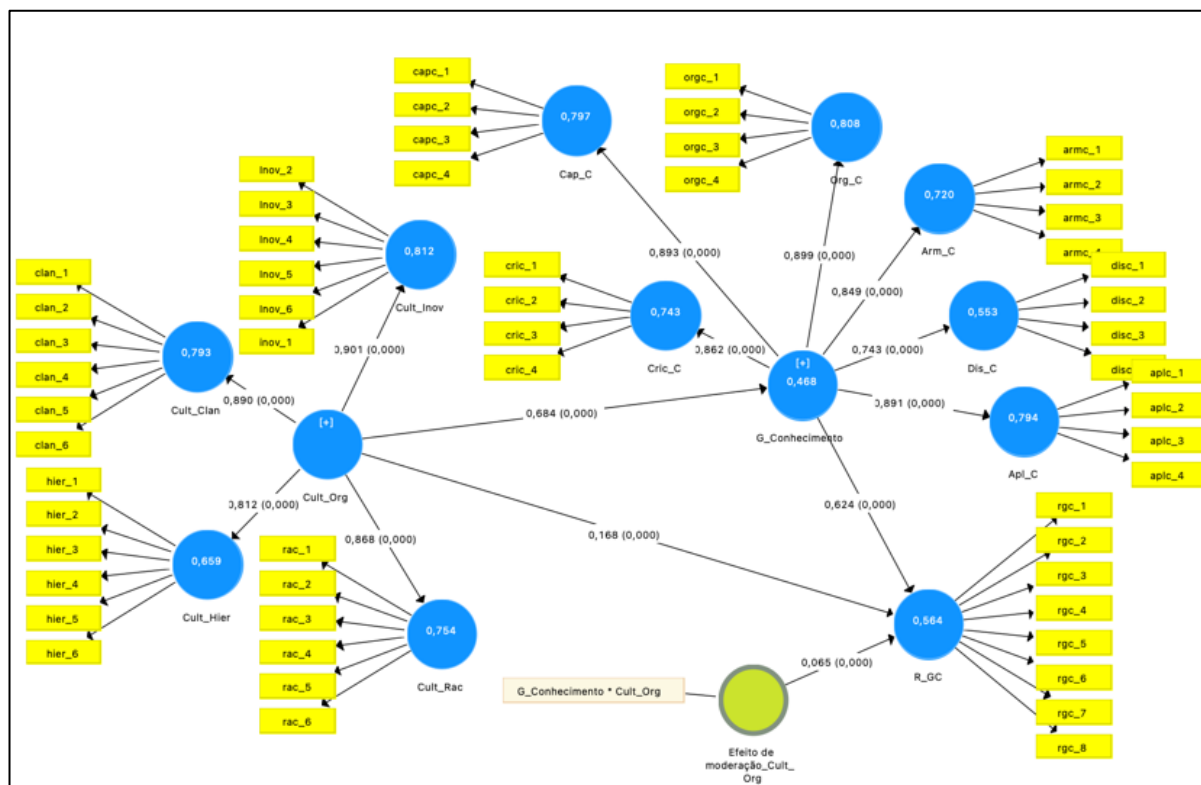 capc_1
capc_2
capc_3
capc_4
0,797
Cap_C
orgc_1
orgc_2
orgc_3
orgc_4
0,808
Org_C
armc_1
armc_2
armc_3
0,720
Arm_C
Inov_2
Inov_3
Inov_4
Inov_5
Inov_6
inov_1
0,812
Cult_Inov
0,893 (0,000)
0,899 (0,000)
0,849 (0,000)
cric_1
cric_2
cric_3
cric_4
0,743
Cric_C
0,862 (0,000)
disc_1
disc_2
disc_3
0,553
Dis_C
0,743 (0,000)
clan_1
clan_2
clan_3
clan_4
clan_5
clan_6
0,793
Cult_Clan
0,901 (0,000)
0,890 (0,000)
[+]
Cult_Org
0,684 (0,000)
[+]
0,468
G_Conhecimento
0,891 (0,000)
aplc_1
aplc_2
aplc_3
aplc_4
0,794
Apl_C
hier_1
hier_2
hier_3
hier_4
hier_5
hier_6
0,812 (0,000)
0,659
Cult_Hier
0,868 (0,000)
0,168 (0,000)
0,624 (0,000)
rac_1
rac_2
rac_3
rac_4
rac_5
rac_6
0,754
Cult_Rac
rgc_1
rgc_2
rgc_3
rgc_4
rgc_5
rgc_6
rgc_7
rgc_8
0,564
R_GC
0,065 (0,000)
G_Conhecimento * Cult_Org
Efeito de
moderação_Cult_
Org